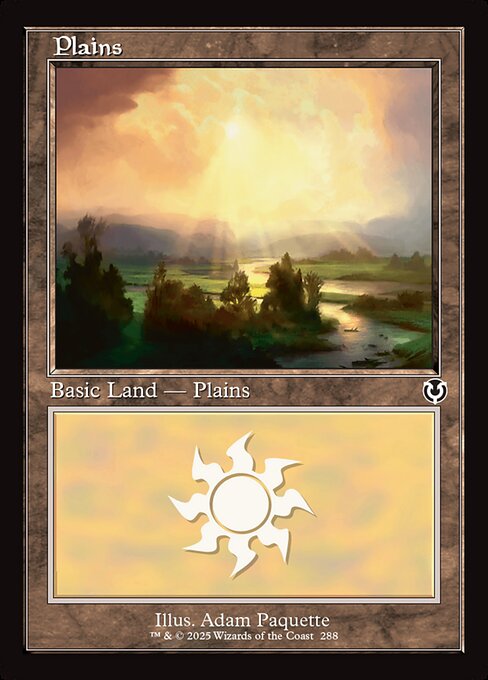 Plains
Basic Land — Plains
Illus. Adam Paquette
™ & © 2025 Wizards of the Coast 288